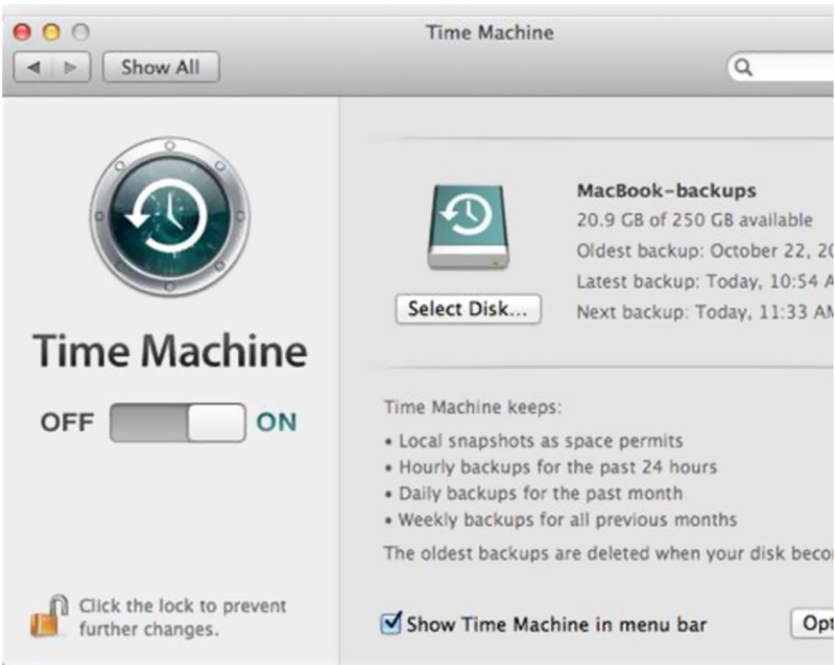 Time Machine
Show All
MacBook-backups
20.9 GB of 250 GB available
Oldest backup: October 22, 20
Latest backup: Today, 10:54 A
Select Disk...
Next backup: Today, 11:33 AM
Time Machine
OFF
ON
Time Machine keeps:
• Local snapshots as space permits
• Hourly backups for the past 24 hours
• Daily backups for the past month
• Weekly backups for all previous months
The oldest backups are deleted when your disk beco
Click the lock to prevent
further changes.
Show Time Machine in menu bar
Opt